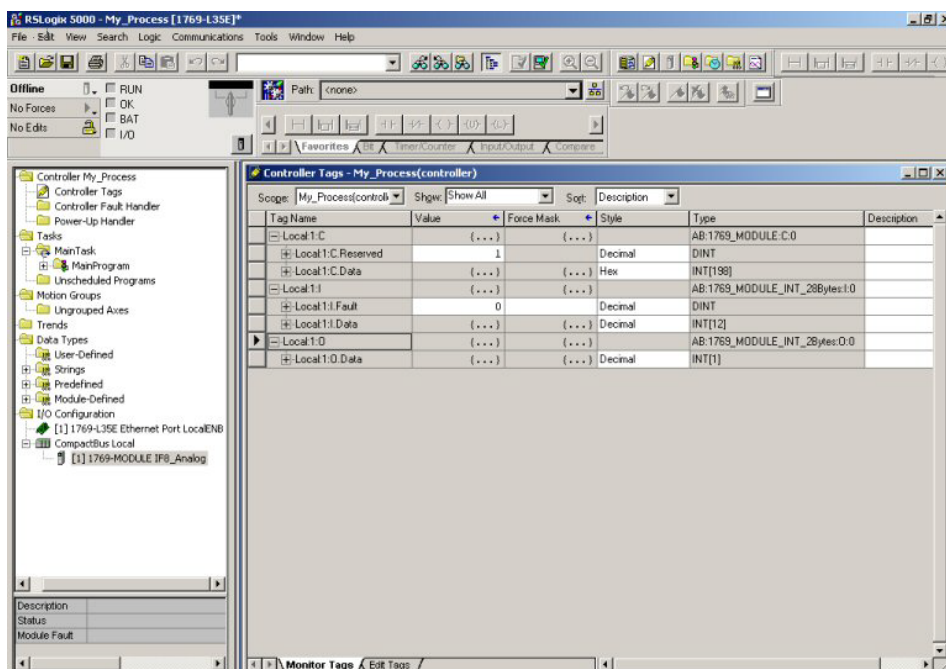 RSLogix 5000 - My_Process [1769-L35E]*
File Edit View Search Logic Communications Tools Window Help
Offline
RUN
Path: <none>
No Forces
OK
No Edits
BAT
I/O
Favorites Bit Timer/Counter Input/Output Compare
Controller My_Process
Controller Tags
Controller Fault Handler
Power-Up Handler
Tasks
MainTask
MainProgram
Unscheduled Programs
Motion Groups
Ungrouped Axes
Trends
Data Types
User-Defined
Strings
Predefined
Module-Defined
I/O Configuration
[1] 1769-L35E Ethernet Port LocalENB
CompactBus Local
[1] 1769-MODULE IF8_Analog
Description
Status
Module Fault
Controller Tags - My_Process(controller)
Scope: My_Process(controll Show: Show All Sort: Description
Tag Name Value Force Mask Style Type Description
Local:1:C {...} {...} AB:1769_MODULE:C:0
Local:1:C.Reserved 1 Decimal DINT
Local:1:C.Data {...} {...} Hex INT[198]
Local:1:I {...} {...} AB:1769_MODULE_INT_28Bytes:I:0
Local:1:I.Fault 0 Decimal DINT
Local:1:I.Data {...} {...} Decimal INT[12]
Local:1:O {...} {...} AB:1769_MODULE_INT_2Bytes:O:0
Local:1:O.Data {...} {...} Decimal INT[1]
Monitor Tags Edit Tags